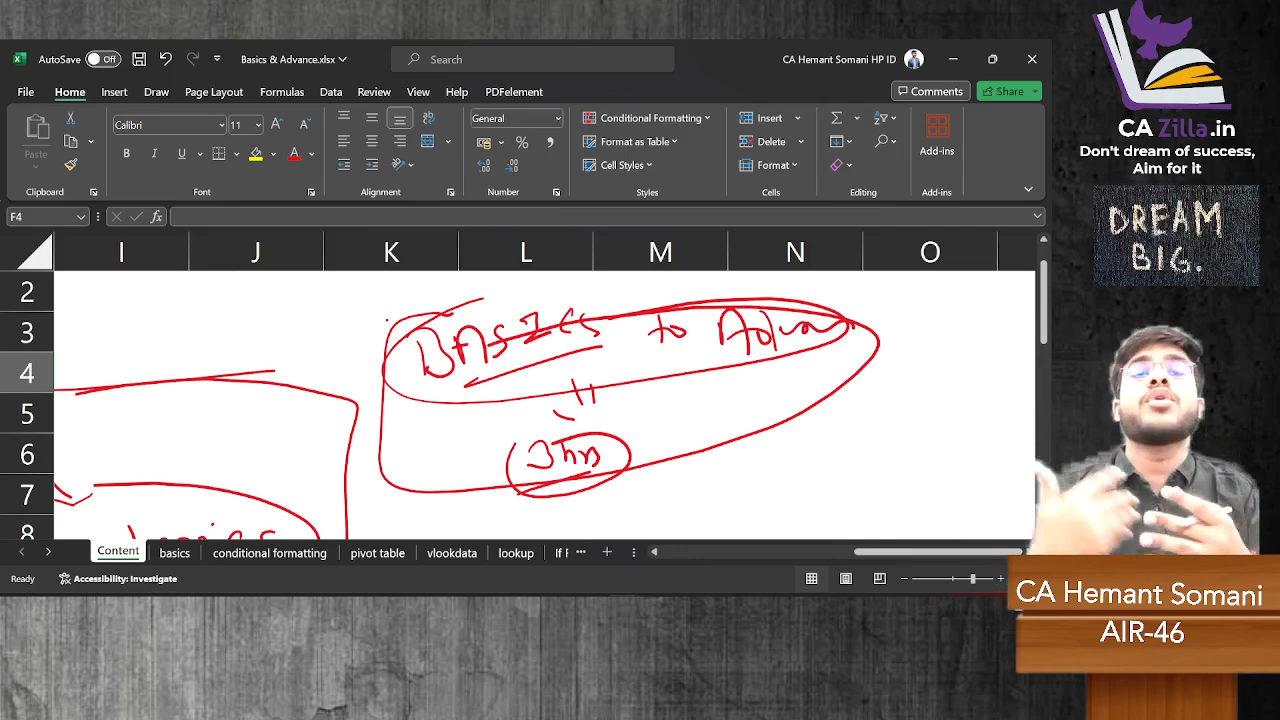 AutoSave Off Basics & Advance.xlsx Search CA Hemant Somani HP ID
File Home Insert Draw Page Layout Formulas Data Review View Help PDFelement Comments Share
Paste
Calibri 11
B I U A
General
% ,
Conditional Formatting
Format as Table
Cell Styles
Insert
Delete
Format
Add-ins
Clipboard Font Alignment Number Styles Cells Editing Add-ins
F4 fx
I J K L M N O
2
3
4
5
6
7
8
BASICS to Advan
3hrs
Content basics conditional formatting pivot table vlookdata lookup If F
Ready Accessibility: Investigate
CA Zilla.in
Don't dream of success,
Aim for it
DREAM
BIG.
CA Hemant Somani
AIR-46